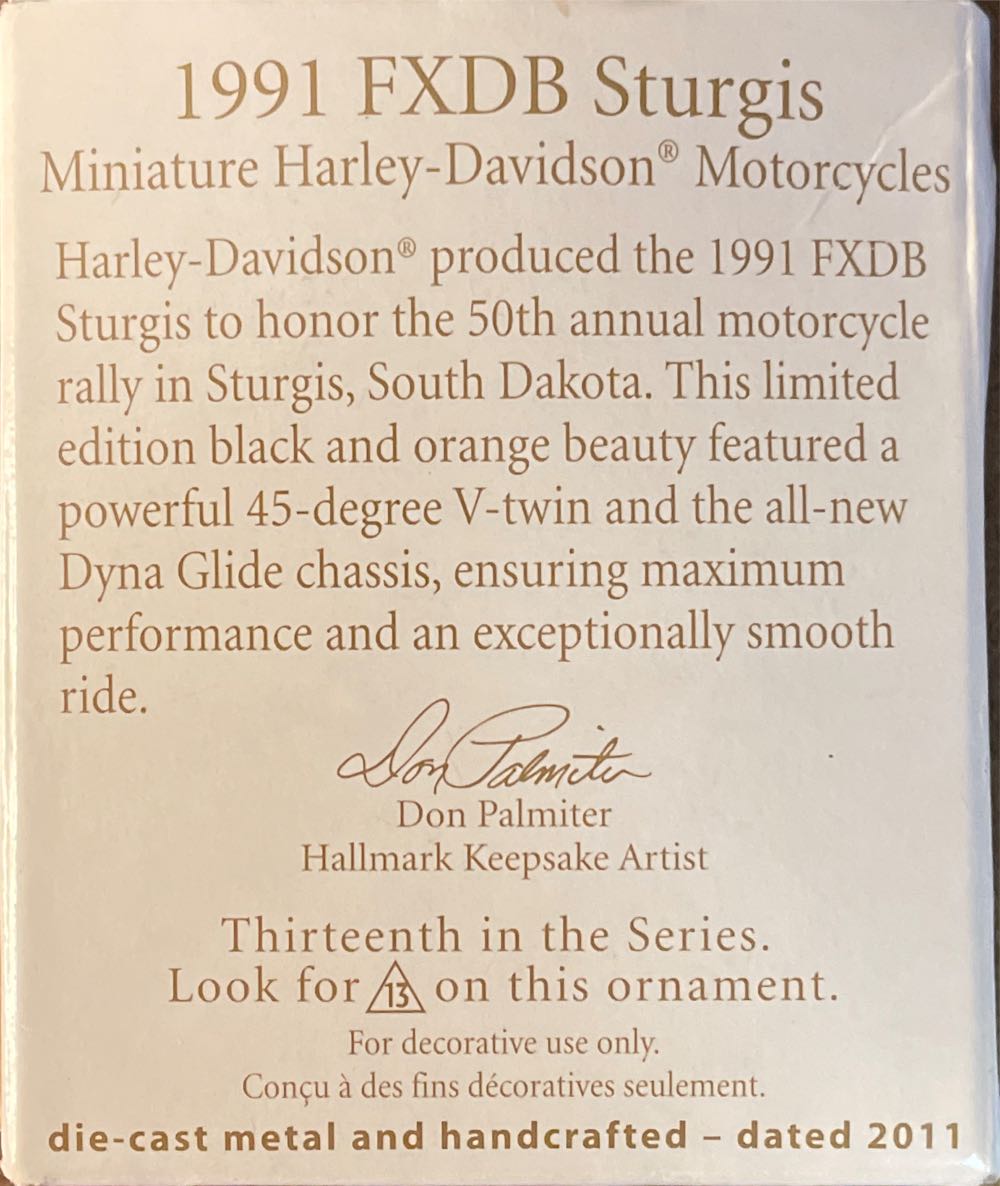 1991 FXDB Sturgis
Miniature Harley-Davidson® Motorcycles
Harley-Davidson® produced the 1991 FXDB
Sturgis to honor the 50th annual motorcycle
rally in Sturgis, South Dakota. This limited
edition black and orange beauty featured a
powerful 45-degree V-twin and the all-new
Dyna Glide chassis, ensuring maximum
performance and an exceptionally smooth
ride.
Don Palmiter
Don Palmiter
Hallmark Keepsake Artist
Thirteenth in the Series.
Look for 13 on this ornament.
For decorative use only.
Conçu à des fins décoratives seulement.
die-cast metal and handcrafted – dated 2011